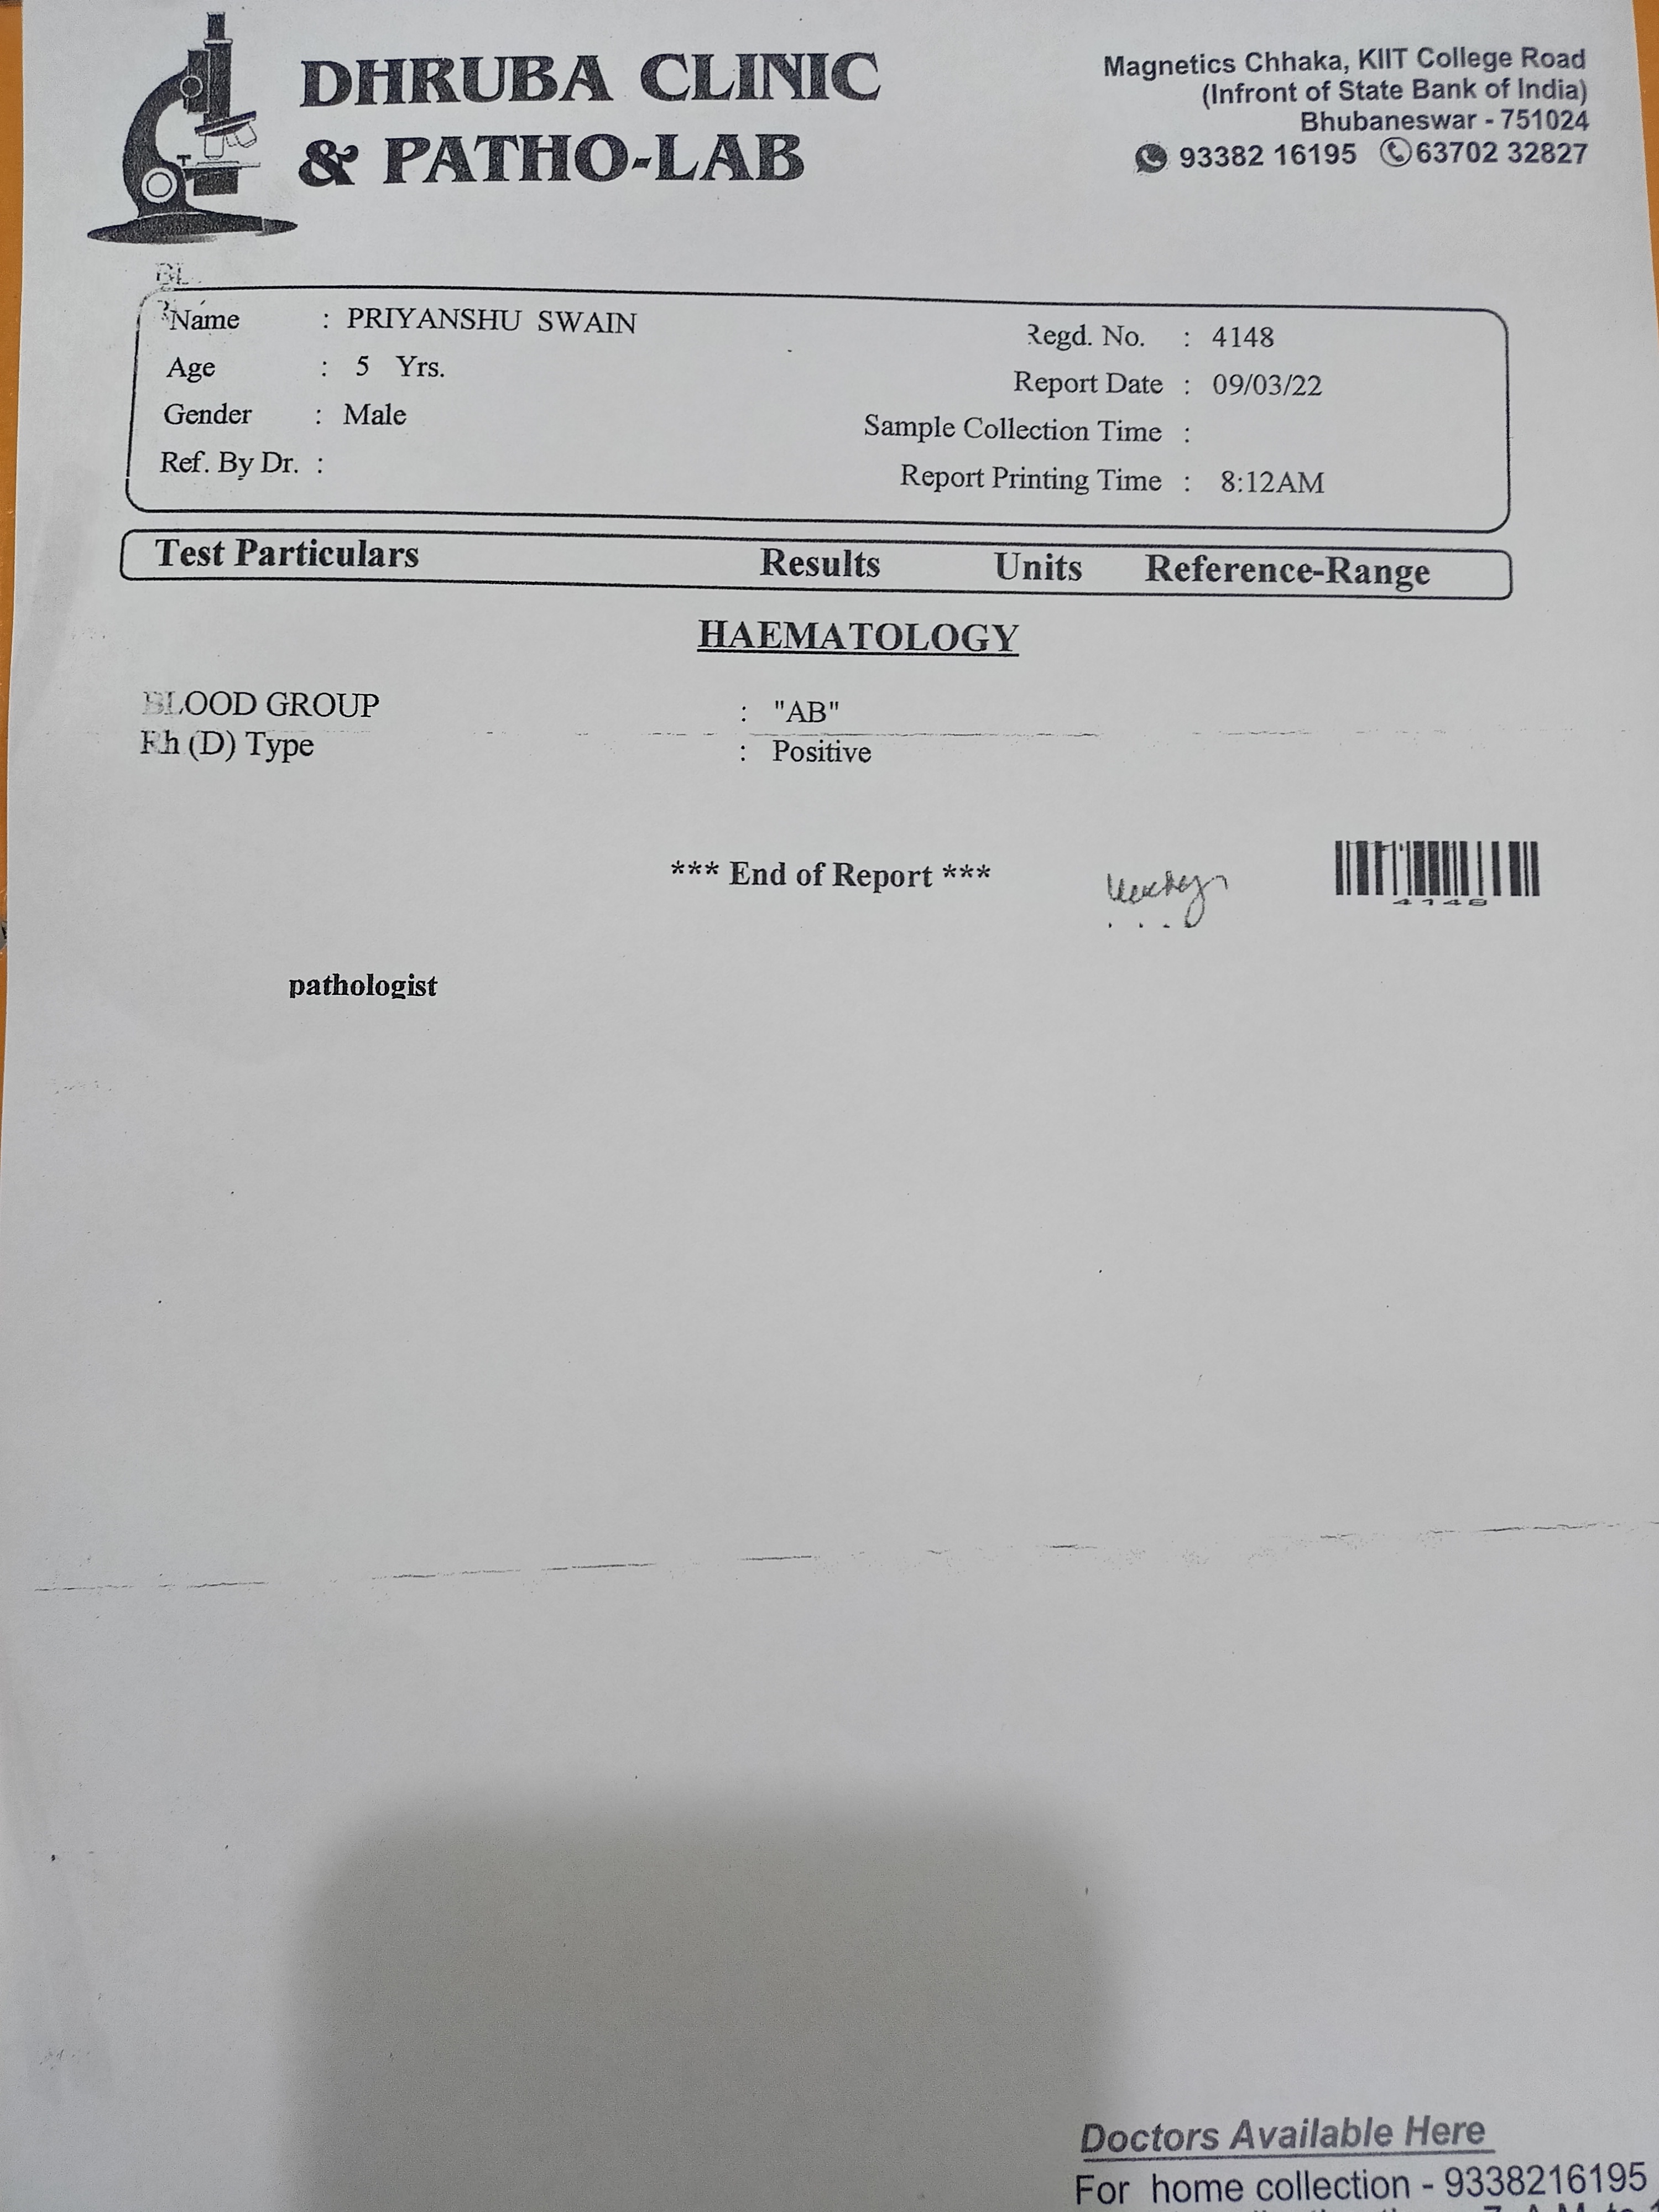 DHRUBA CLINIC
& PATHO-LAB
Magnetics Chhaka, KIIT College Road
(Infront of State Bank of India)
Bhubaneswar - 751024
93382 16195 63702 32827
BL
Name : PRIYANSHU SWAIN
Age : 5 Yrs.
Gender : Male
Ref. By Dr. :
Regd. No. : 4148
Report Date : 09/03/22
Sample Collection Time :
Report Printing Time : 8:12AM
Test Particulars Results Units Reference-Range
HAEMATOLOGY
BLOOD GROUP : "AB"
Rh (D) Type : Positive
*** End of Report ***
4148
pathologist
Doctors Available Here
For home collection - 9338216195